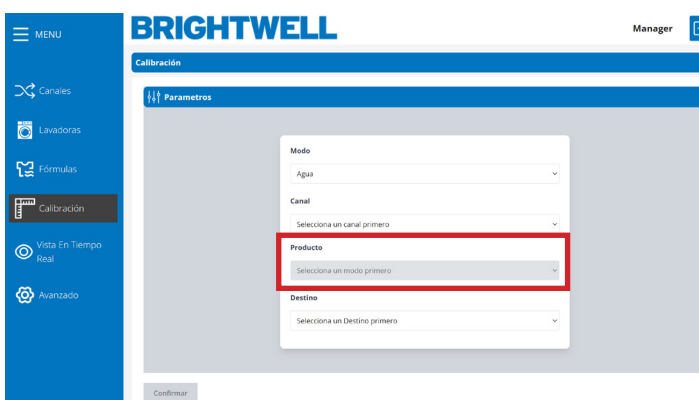 MENU
BRIGHTWELL
Manager
Calibración
Canales
Parametros
Lavadoras
Modo
Agua
Fórmulas
Canal
Calibración
Selecciona un canal primero
Producto
Vista En Tiempo
Real
Selecciona un modo primero
Avanzado
Destino
Selecciona un Destino primero
Confirmar